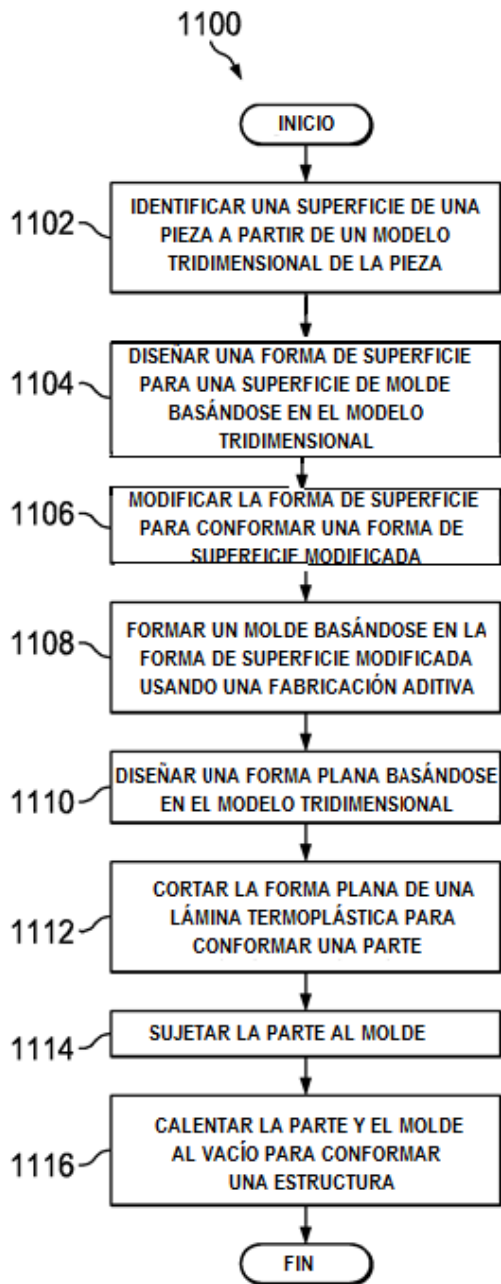 1100
INICIO
1102
IDENTIFICAR UNA SUPERFICIE DE UNA
PIEZA A PARTIR DE UN MODELO
TRIDIMENSIONAL DE LA PIEZA
1104
DISEÑAR UNA FORMA DE SUPERFICIE
PARA UNA SUPERFICIE DE MOLDE
BASÁNDOSE EN EL MODELO
TRIDIMENSIONAL
1106
MODIFICAR LA FORMA DE SUPERFICIE
PARA CONFORMAR UNA FORMA DE
SUPERFICIE MODIFICADA
1108
FORMAR UN MOLDE BASÁNDOSE EN LA
FORMA DE SUPERFICIE MODIFICADA
USANDO UNA FABRICACIÓN ADITIVA
1110
DISEÑAR UNA FORMA PLANA BASÁNDOSE
EN EL MODELO TRIDIMENSIONAL
1112
CORTAR LA FORMA PLANA DE UNA
LÁMINA TERMOPLÁSTICA PARA
CONFORMAR UNA PARTE
1114
SUJETAR LA PARTE AL MOLDE
1116
CALENTAR LA PARTE Y EL MOLDE
AL VACÍO PARA CONFORMAR
UNA ESTRUCTURA
FIN